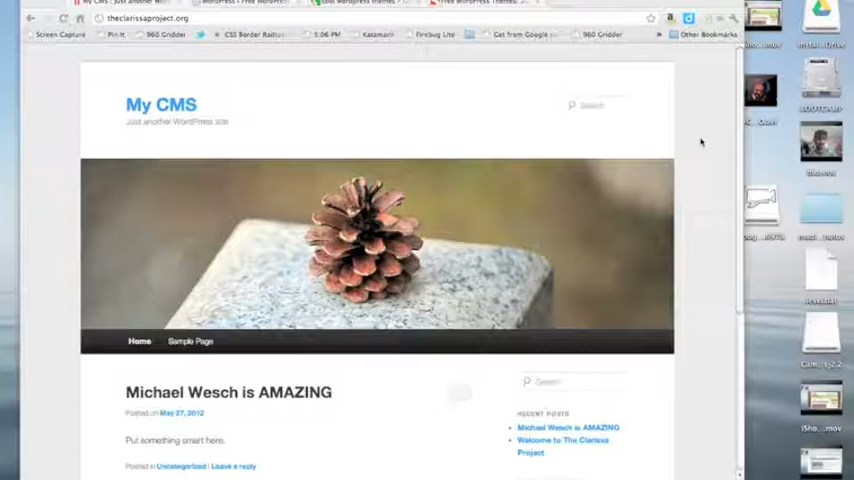 theclarissaproject.org
Screen Capture
Pin It
960 Gridder
CSS Border Radius
5:06 PM
Katamani
Firebug Lite
Get from Google
960 Gridder
»
Other Bookmarks
My CMS
Just another WordPress site
Search
Home
Sample Page
Michael Wesch is AMAZING
Posted on May 27, 2012
Put something smart here.
Posted in Uncategorized | Leave a reply
Search
RECENT POSTS
Michael Wesch is AMAZING
Welcome to The Clarissa
Project